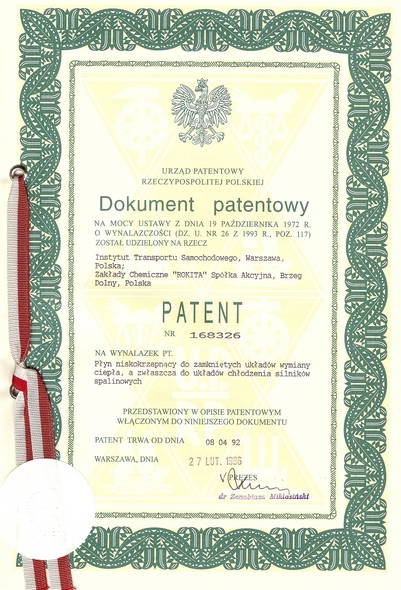 URZĄD PATENTOWY
RZECZYPOSPOLITEJ POLSKIEJ
Dokument patentowy
NA MOCY USTAWY Z DNIA 19 PAŹDZIERNIKA 1972 R.
O WYNALAZCZOŚCI (DZ. U. NR 26 Z 1993 R., POZ. 117)
ZOSTAŁ UDZIELONY NA RZECZ
Instytut Transportu Samochodowego, Warszawa,
Polska;
Zakłady Chemiczne "ROKITA" Spółka Akcyjna, Brzeg
Dolny, Polska
PATENT
NR 168326
NA WYNALAZEK PT.
Płyn niskokrzepnący do zamkniętych układów wymiany
ciepła, a zwłaszcza do układów chłodzenia silników
spalinowych
PRZEDSTAWIONY W OPISIE PATENTOWYM
WŁĄCZONYM DO NINIEJSZEGO DOKUMENTU
PATENT TRWA OD DNIA 08 04 92
WARSZAWA, DNIA 27 LUT. 1996
PREZES
dr Zenobiusz Miklosiński